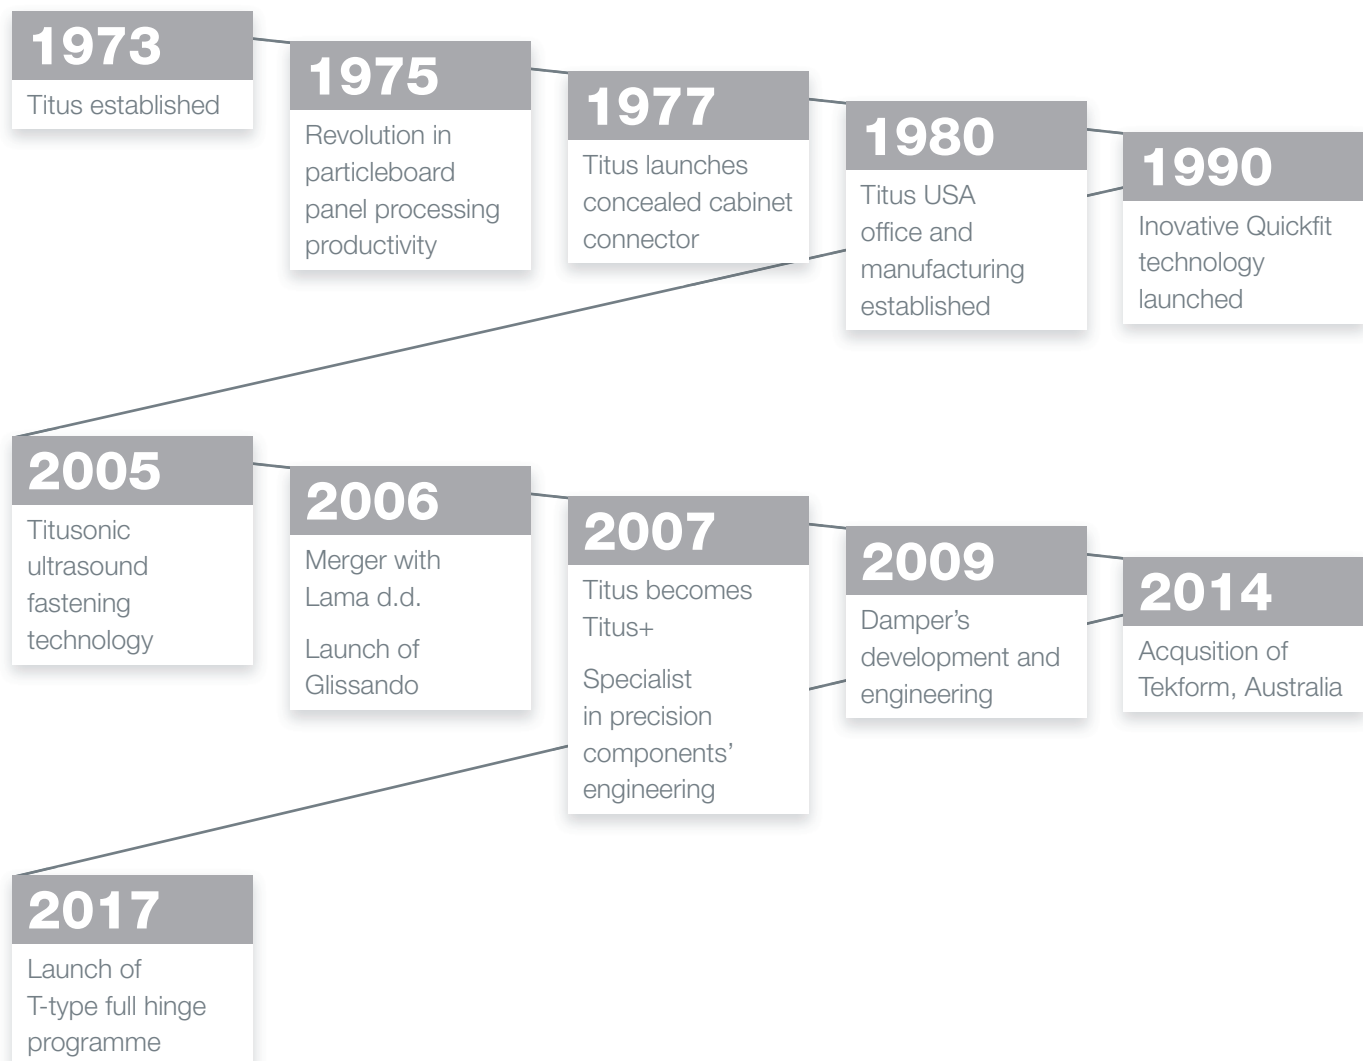 1973
Titus established
1975
Revolution in
particleboard
panel processing
productivity
1977
Titus launches
concealed cabinet
connector
1980
Titus USA
office and
manufacturing
established
1990
Inovative Quickfit
technology
launched
2005
Titusonic
ultrasound
fastening
technology
2006
Merger with
Lama d.d.
Launch of
Glissando
2007
Titus becomes
Titus+
Specialist
in precision
components’
engineering
2009
Damper’s
development and
engineering
2014
Acqusition of
Tekform, Australia
2017
Launch of
T-type full hinge
programme